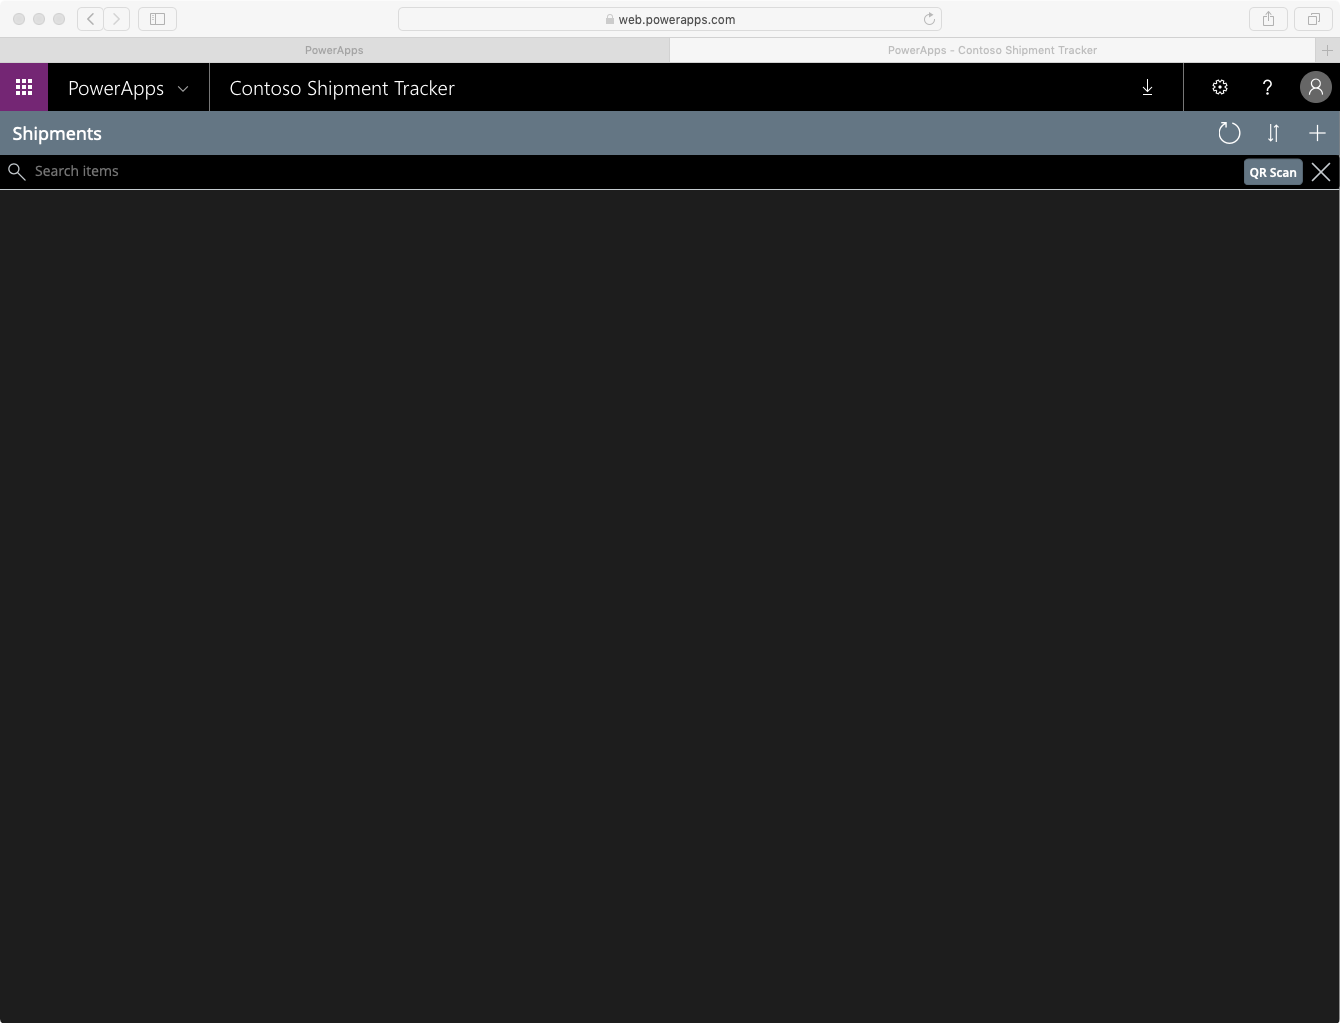 web.powerapps.com
PowerApps
PowerApps - Contoso Shipment Tracker
PowerApps
Contoso Shipment Tracker
?
Shipments
Search items
QR Scan